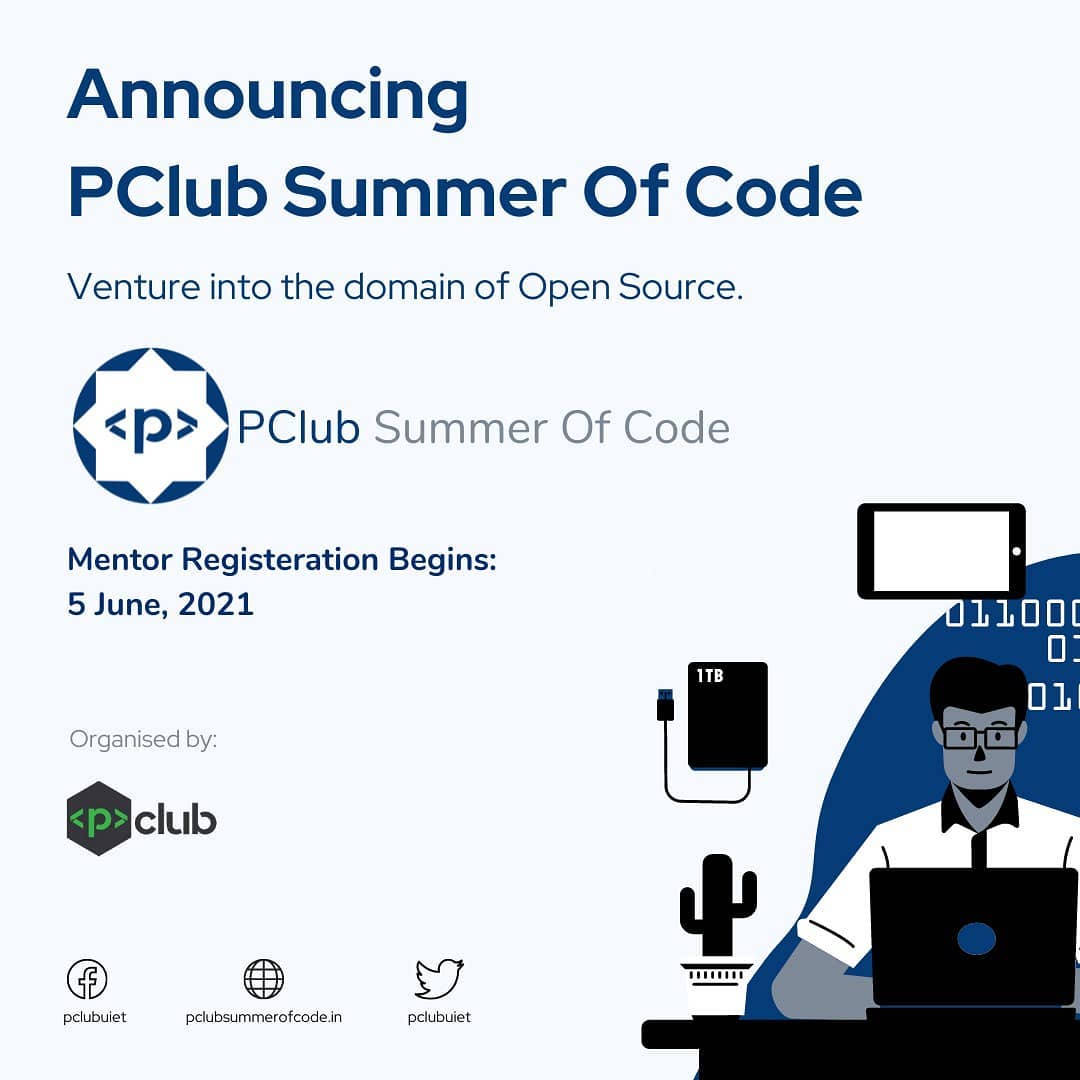 Announcing
PClub Summer Of Code
Venture into the domain of Open Source.
<p>
PClub Summer Of Code
Mentor Registeration Begins:
5 June, 2021
011000
01
1TB
010
Organised by:
<p>club
pclubuiet
pclubsummerofcode.in
pclubuiet